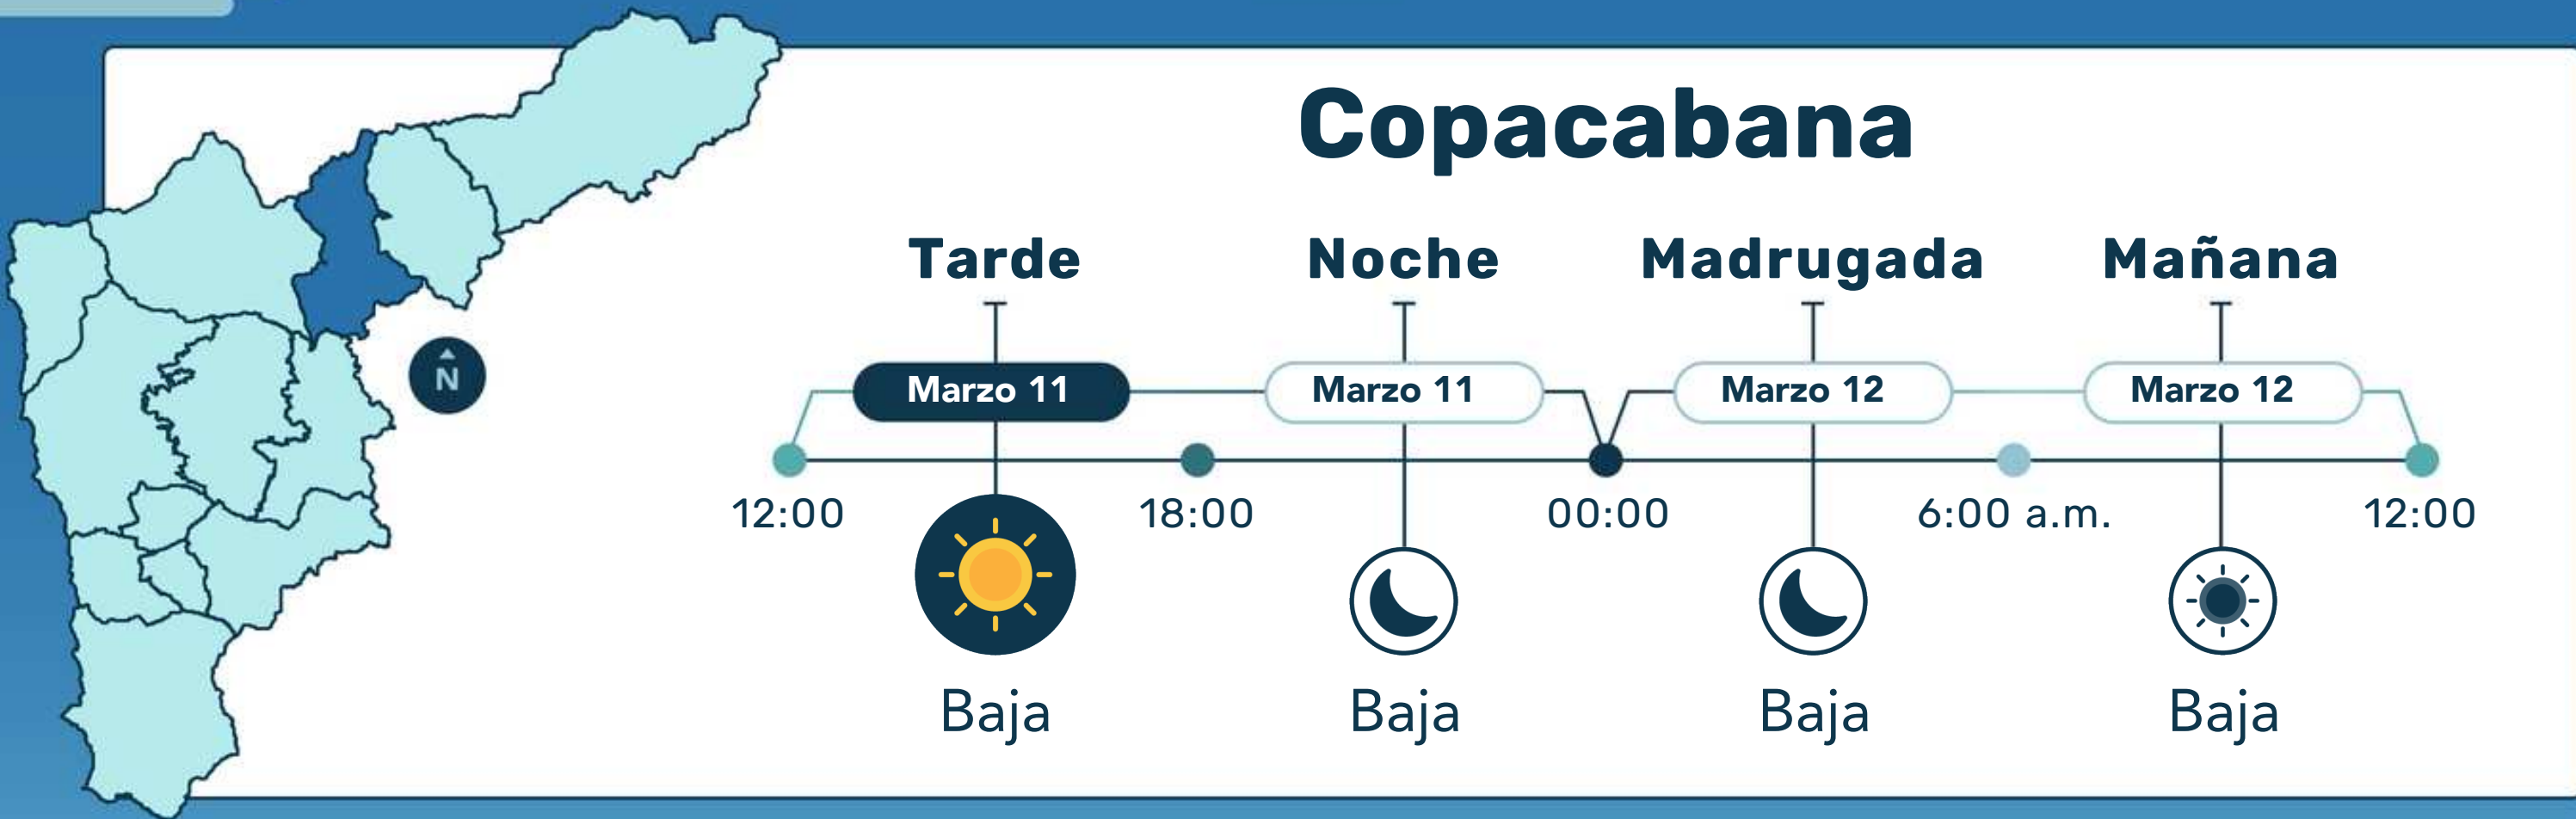 Copacabana
Tarde Noche Madrugada Mañana
N
Marzo 11 Marzo 11 Marzo 12 Marzo 12
12:00 18:00 00:00 6:00 a.m. 12:00
Baja Baja Baja Baja